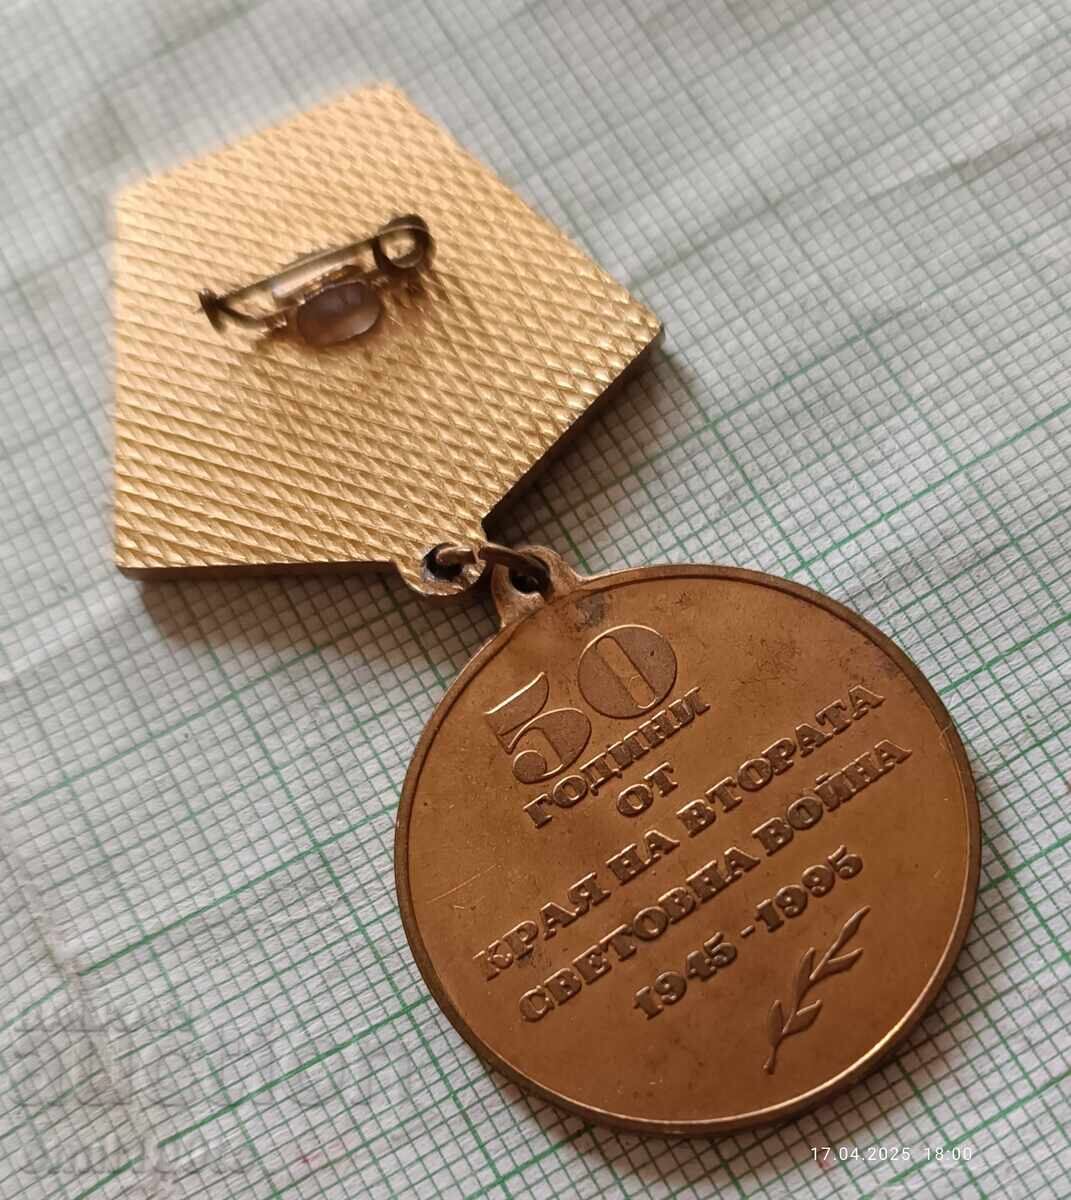 50
ГОДИНИ
ОТ
КРАЯ НА ВТОРАТА
СВЕТОВНА ВОЙНА
1945-1995
17.04.2025 18:00